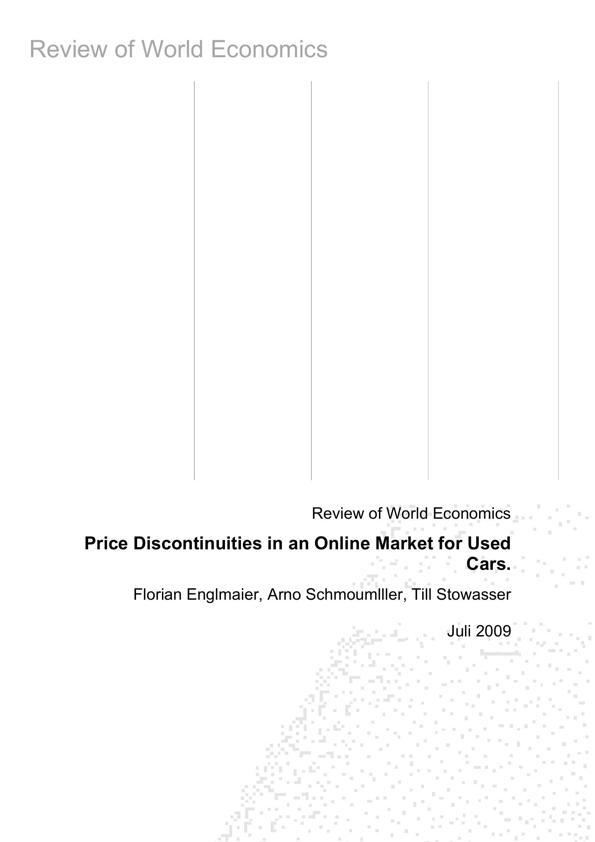 Review of World Economics
Review of World Economics
Price Discontinuities in an Online Market for Used
Cars.
Florian Englmaier, Arno Schmoumlller, Till Stowasser
Juli 2009